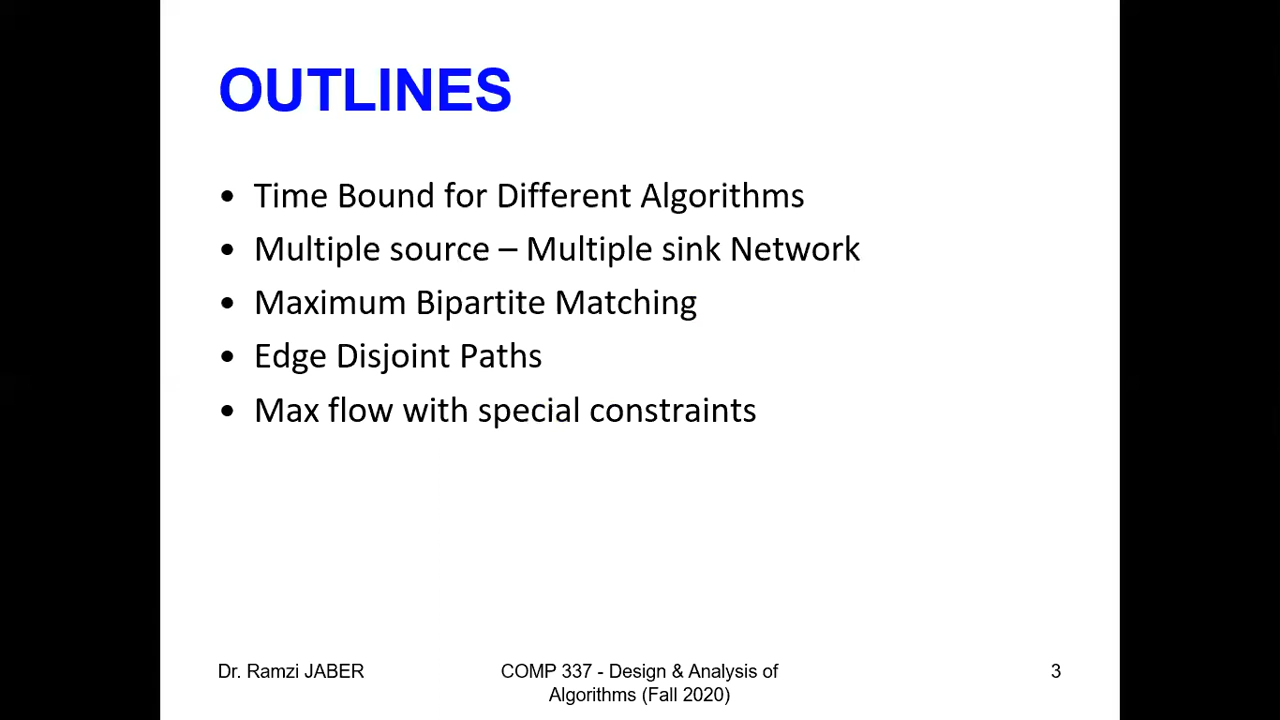 OUTLINES
• Time Bound for Different Algorithms
• Multiple source – Multiple sink Network
• Maximum Bipartite Matching
• Edge Disjoint Paths
• Max flow with special constraints
Dr. Ramzi JABER
COMP 337 - Design & Analysis of
Algorithms (Fall 2020)
3